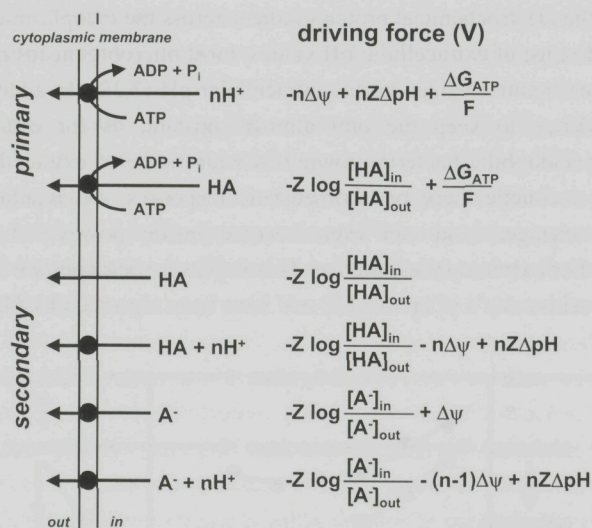 cytoplasmic membrane driving force (V)
primary
ADP + Pi
nH⁺ nΔψ + nZΔpH + ΔG_ATP / F
ATP
ADP + Pi
HA -Z log [HA]in / [HA]out + ΔG_ATP / F
ATP
secondary
HA -Z log [HA]in / [HA]out
HA + nH⁺ -Z log [HA]in / [HA]out - nΔψ + nZΔpH
A⁻ -Z log [A⁻]in / [A⁻]out + Δψ
A⁻ + nH⁺ -Z log [A⁻]in / [A⁻]out - (n-1)Δψ + nZΔpH
out in